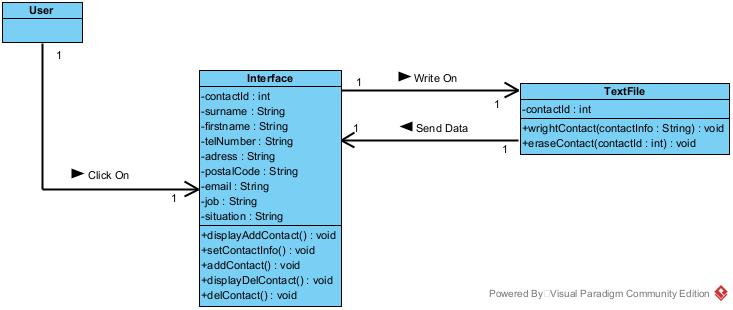 User
1
Click On
1
Interface
-contactId : int
-surname : String
-firstname : String
-telNumber : String
-adress : String
-postalCode : String
-email : String
-job : String
-situation : String
+displayAddContact() : void
+setContactInfo() : void
+addContact() : void
+displayDelContact() : void
+delContact() : void
1
Write On
1
1
Send Data
1
TextFile
-contactId : int
+wrightContact(contactInfo : String) : void
+eraseContact(contactId : int) : void
Powered By Visual Paradigm Community Edition